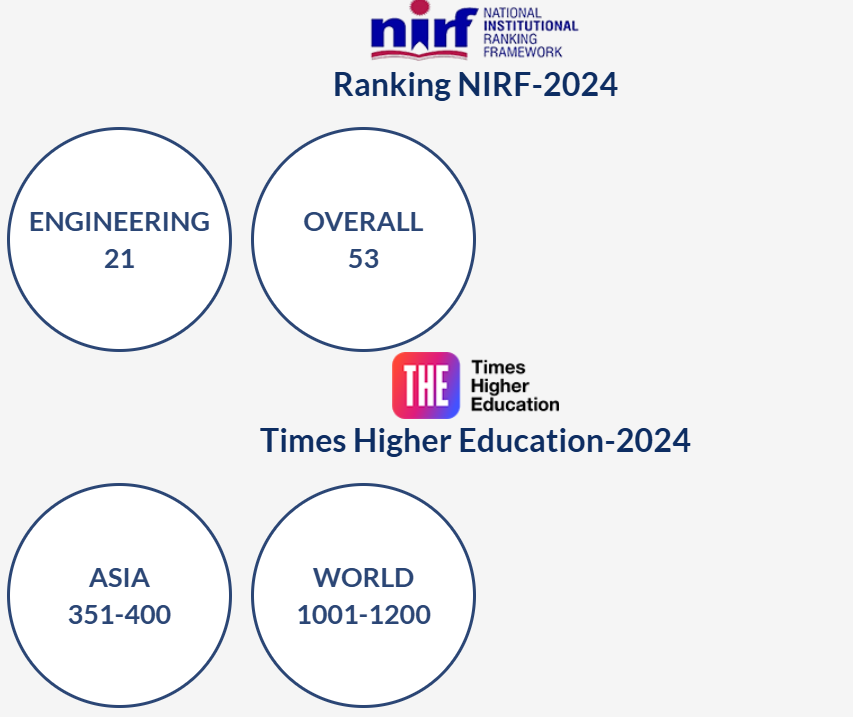 nirf
NATIONAL
INSTITUTIONAL
RANKING
FRAMEWORK
Ranking NIRF-2024
ENGINEERING
21
OVERALL
53
THE
Times
Higher
Education
Times Higher Education-2024
ASIA
351-400
WORLD
1001-1200